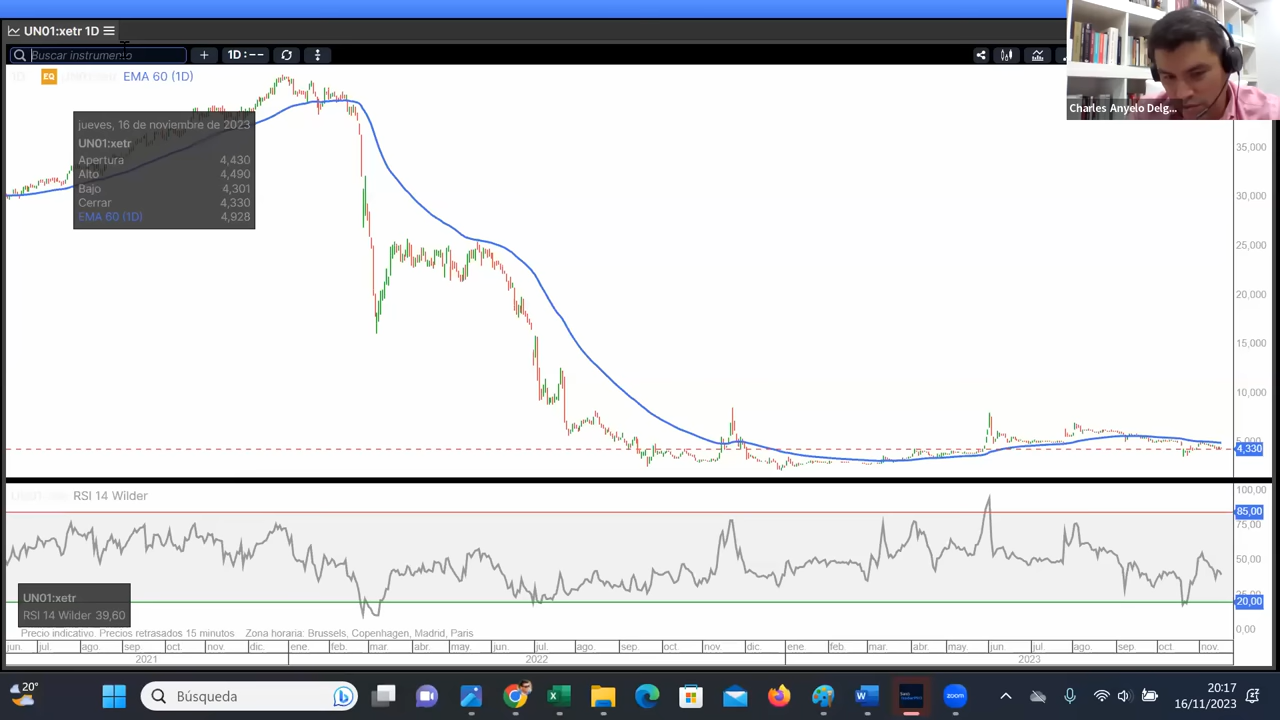 UN01:xetr 1D
Buscar instrumento
1D:--
EQ
EMA 60 (1D)
Charles Anyelo Delg...
jueves, 16 de noviembre de 2023
UN01:xetr
Apertura 4,430
Alto 4,490
Bajo 4,301
Cerrar 4,330
EMA 60 (1D) 4,928
35,000
30,000
25,000
20,000
15,000
10,000
5,000
4,330
RSI 14 Wilder
100,00
85,00
75,00
50,00
20,00
0,00
UN01:xetr
RSI 14 Wilder 39,60
Precio indicativo. Precios retrasados 15 minutos Zona horaria: Brussels, Copenhagen, Madrid, Paris
jun. jul. ago. sep. oct. nov. dic. ene. feb. mar. abr. may. jun. jul. ago. sep. oct. nov. dic. ene. feb. mar. abr. may. jun. jul. ago. sep. oct. nov.
2021 2022 2023
20°
Búsqueda
zoom
20:17
16/11/2023